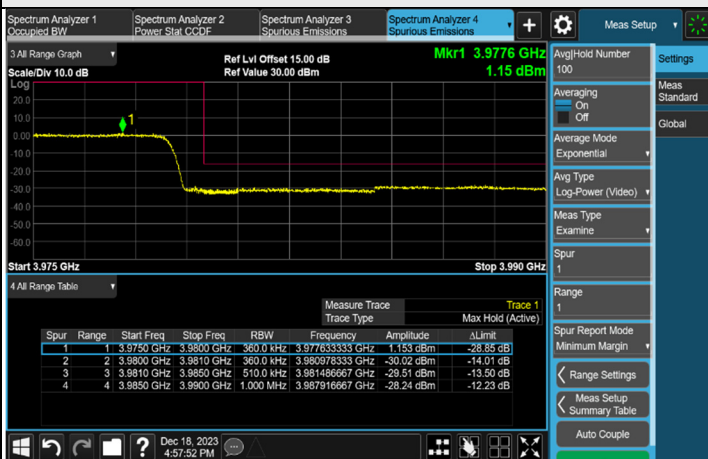 Spectrum Analyzer 1
Occupied BW
Spectrum Analyzer 2
Power Stat CCDF
Spectrum Analyzer 3
Spurious Emissions
Spectrum Analyzer 4
Spurious Emissions
Meas Setup
3 All Range Graph
Scale/Div 10.0 dB
Ref Lvl Offset 15.00 dB
Ref Value 30.00 dBm
Mkr1 3.9776 GHz
1.15 dBm
Log
20.0
10.0
0.00
-10.0
-20.0
-30.0
-40.0
-50.0
-60.0
1
Start 3.975 GHz
Stop 3.990 GHz
4 All Range Table
Measure Trace Trace 1
Trace Type Max Hold (Active)
Spur Range Start Freq Stop Freq RBW Frequency Amplitude ΔLimit
1 1 3.9750 GHz 3.9800 GHz 360.0 kHz 3.977633333 GHz 1.153 dBm -28.85 dB
2 2 3.9800 GHz 3.9810 GHz 360.0 kHz 3.980978333 GHz -30.02 dBm -14.01 dB
3 3 3.9810 GHz 3.9850 GHz 510.0 kHz 3.981486667 GHz -29.51 dBm -13.50 dB
4 4 3.9850 GHz 3.9900 GHz 1.000 MHz 3.987916667 GHz -28.24 dBm -12.23 dB
Avg|Hold Number
100
Averaging
On
Off
Average Mode
Exponential
Avg Type
Log-Power (Video)
Meas Type
Examine
Spur
1
Range
1
Spur Report Mode
Minimum Margin
Range Settings
Meas Setup
Summary Table
Auto Couple
Settings
Meas
Standard
Global
Dec 18, 2023
4:57:52 PM